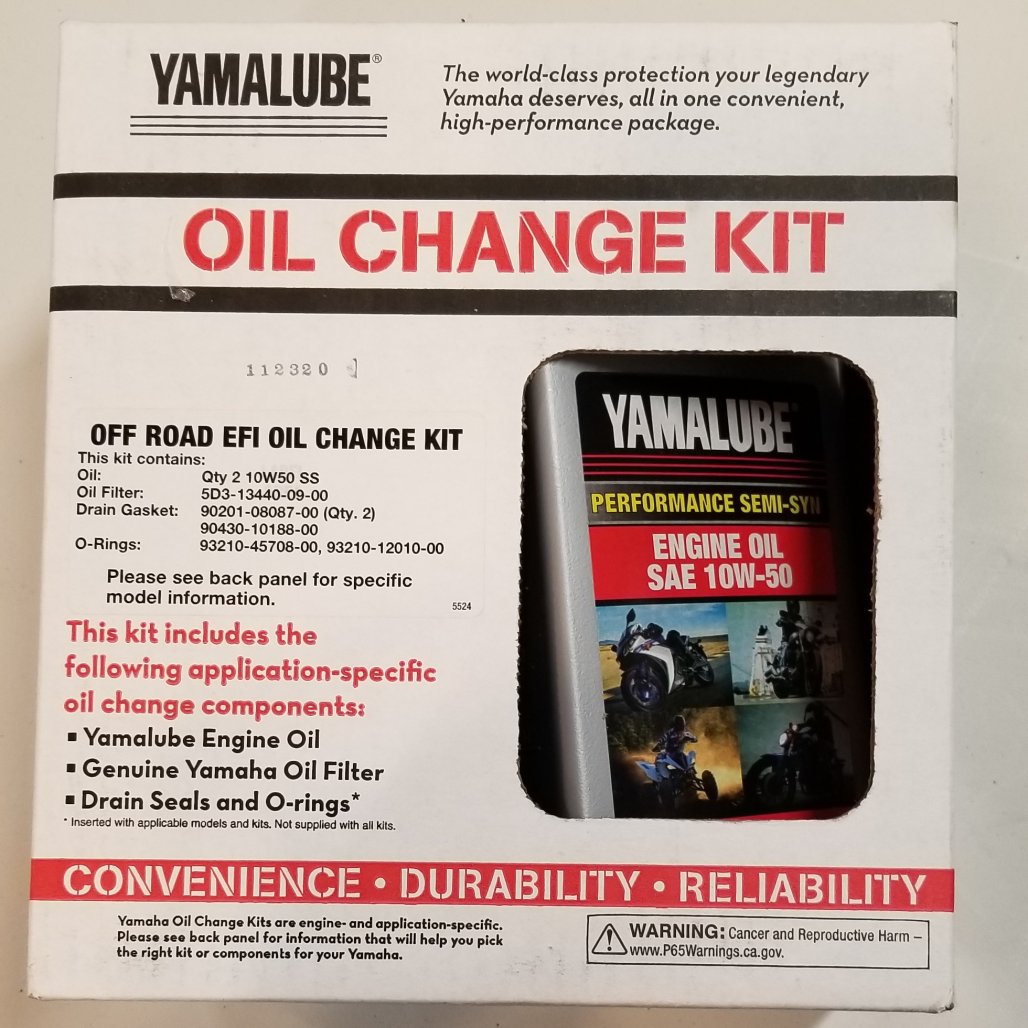 YAMALUBE®
The world-class protection your legendary
Yamaha deserves, all in one convenient,
high-performance package.
OIL CHANGE KIT
112320
OFF ROAD EFI OIL CHANGE KIT
This kit contains:
Oil: Qty 2 10W50 SS
Oil Filter: 5D3-13440-09-00
Drain Gasket: 90201-08087-00 (Qty. 2)
90430-10188-00
O-Rings: 93210-45708-00, 93210-12010-00
Please see back panel for specific
model information.
5524
This kit includes the
following application-specific
oil change components:
▪ Yamalube Engine Oil
▪ Genuine Yamaha Oil Filter
▪ Drain Seals and O-rings*
* Inserted with applicable models and kits. Not supplied with all kits.
YAMALUBE
PERFORMANCE SEMI-SYN
ENGINE OIL
SAE 10W-50
CONVENIENCE • DURABILITY • RELIABILITY
Yamaha Oil Change Kits are engine- and application-specific.
Please see back panel for information that will help you pick
the right kit or components for your Yamaha.
WARNING: Cancer and Reproductive Harm –
www.P65Warnings.ca.gov.